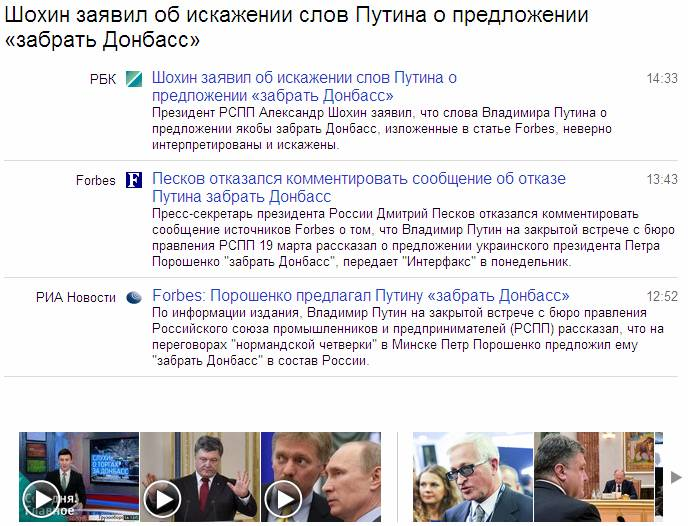 Шохин заявил об искажении слов Путина о предложении
«забрать Донбасс»
РБК
Шохин заявил об искажении слов Путина о
14:33
предложении «забрать Донбасс»
Президент РСПП Александр Шохин заявил, что слова Владимира Путина о
предложении якобы забрать Донбасс, изложенные в статье Forbes, неверно
интерпретированы и искажены.
Forbes
F
Песков отказался комментировать сообщение об отказе
13:43
Путина забрать Донбасс
Пресс-секретарь президента России Дмитрий Песков отказался комментировать
сообщение источников Forbes о том, что Владимир Путин на закрытой встрече с бюро
правления РСПП 19 марта рассказал о предложении украинского президента Петра
Порошенко "забрать Донбасс", передает "Интерфакс" в понедельник.
РИА Новости
Forbes: Порошенко предлагал Путину «забрать Донбасс»
12:52
По информации издания, Владимир Путин на закрытой встрече с бюро правления
Российского союза промышленников и предпринимателей (РСПП) рассказал, что на
переговорах "нормандской четверки" в Минске Петр Порошенко предложил ему
"забрать Донбасс" в состав России.
СЛУХИ
О ТОРГАХ
ЗА ДОНБАСС
Сегодня.
Главное